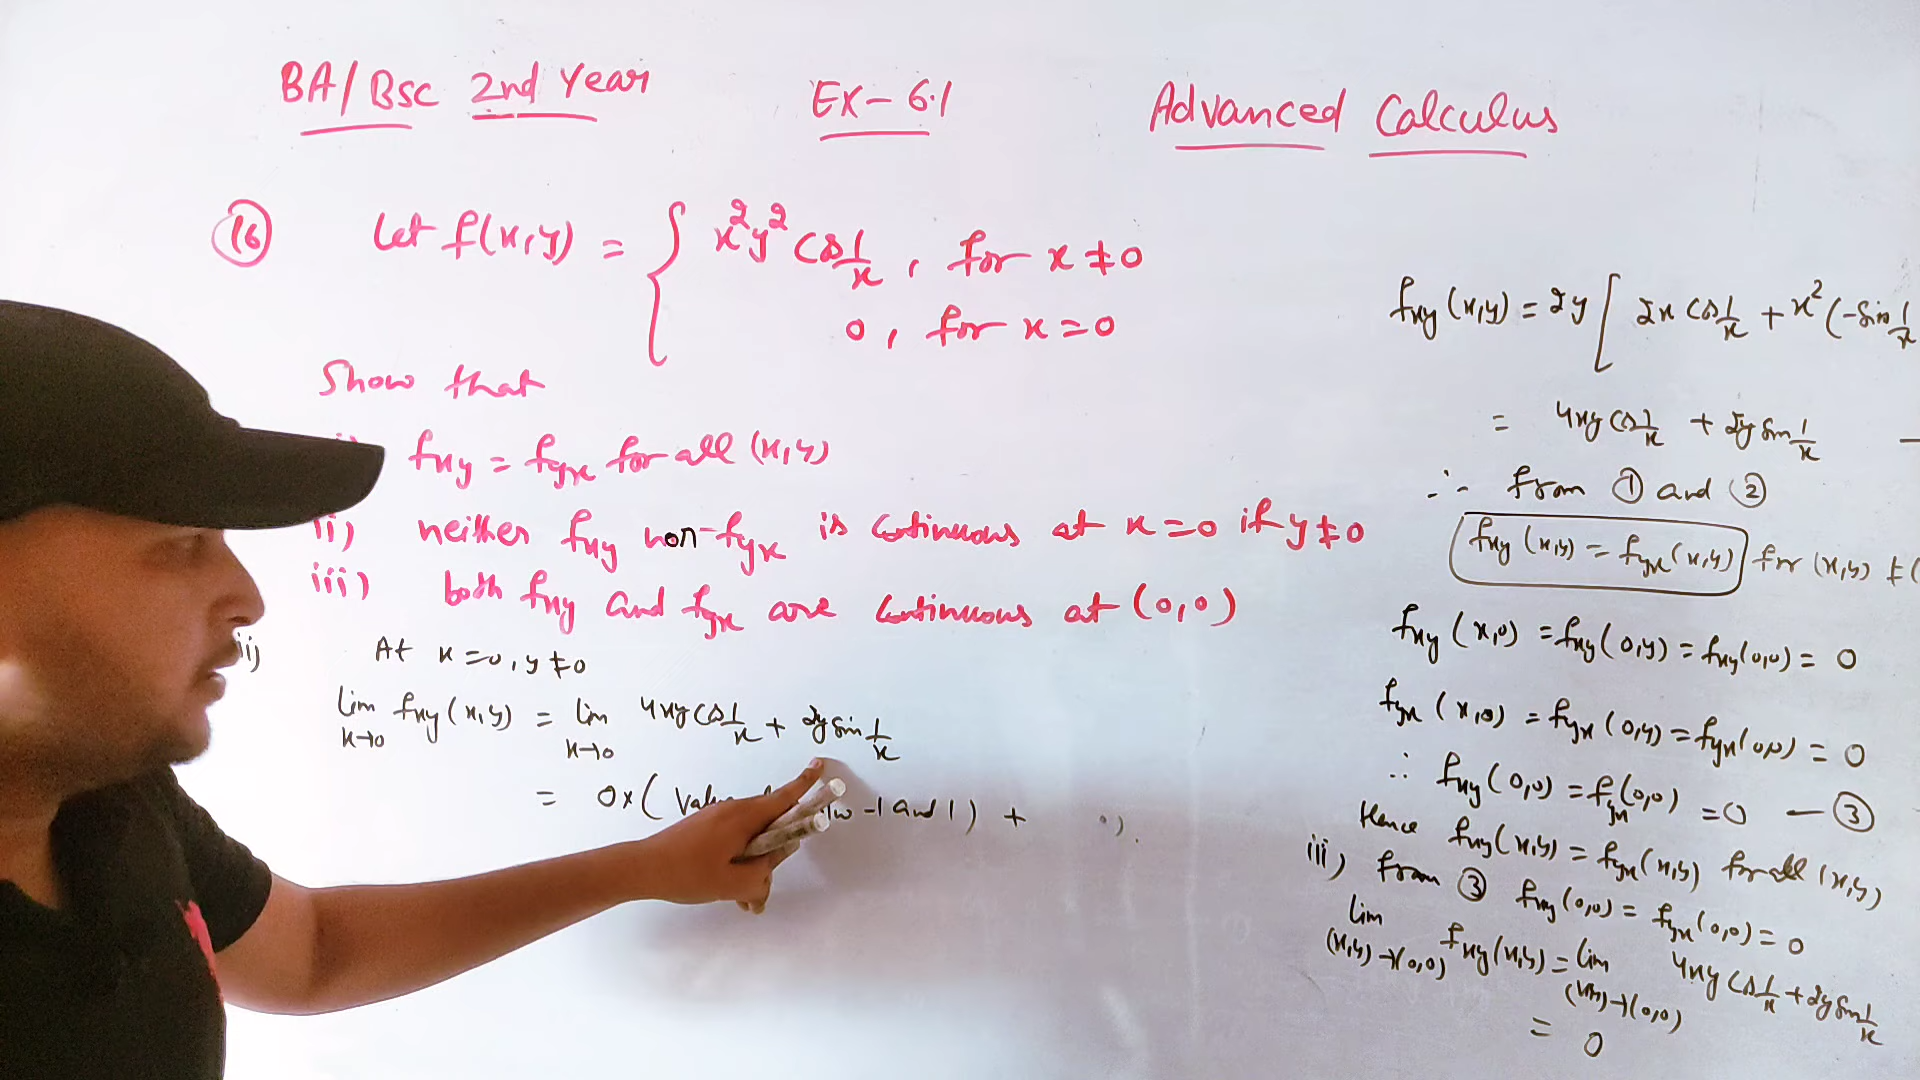 BA/BSC 2nd Year EX-6.1 Advanced Calculus
(16) Let f(x,y) = { x²y² cos 1/x , for x ≠ 0
0 , for x = 0
Show that
fxy = fyx for all (x,y)
ii) neither fxy non-fyx is continuous at x = 0 if y ≠ 0
iii) both fxy and fyx are continuous at (0,0)
ii) At x = 0, y ≠ 0
lim x→0 fxy (x,y) = lim x→0 4xy cos 1/x + 2y sin 1/x
= 0×( -1 and 1) +
fxy (x,y) = 2y [ 2x cos 1/x + x² (-sin 1/x
= 4xy cos 1/x + 2y sin 1/x
∴ from (1) and (2)
fxy (x,y) = fyx (x,y) for (x,y) ≠ (
fxy (x,0) = fxy (0,y) = fxy (0,0) = 0
fyx (x,0) = fyx (0,y) = fyx (0,0) = 0
∴ fxy (0,0) = fyx (0,0) = 0 — (3)
Hence fxy (x,y) = fyx (x,y) for all (x,y)
iii) from (3) fxy (0,0) = fyx (0,0) = 0
lim (x,y)→(0,0) fxy (x,y) = lim (x,y)→(0,0) 4xy cos 1/x + 2y sin 1/x
= 0